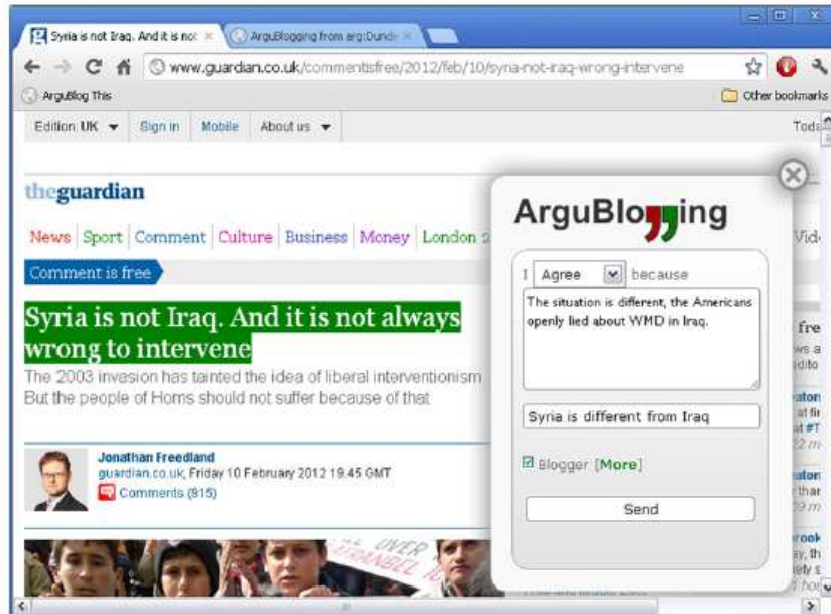 Syria is not Iraq. And it is not
ArguBlogging from arg:Dunde
www.guardian.co.uk/commentisfree/2012/feb/10/syria-not-iraq-wrong-intervene
ArguBlog This
Other bookmarks
Edition: UK
Sign in
Mobile
About us
Toda
theguardian
News Sport Comment Culture Business Money London 2
Vide
Comment is free
Syria is not Iraq. And it is not always
wrong to intervene
The 2003 invasion has tainted the idea of liberal interventionism
But the people of Homs should not suffer because of that
Jonathan Freedland
guardian.co.uk, Friday 10 February 2012 19.45 GMT
Comments (915)
OVER
ArguBlogging
I Agree because
The situation is different, the Americans
openly lied about WMD in Iraq.
Syria is different from Iraq
Blogger [More]
Send